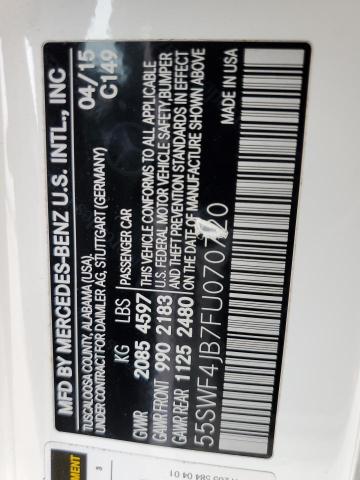 MFD BY MERCEDES-BENZ U.S. INTL., INC
TUSCALOOSA COUNTY, ALABAMA (USA),
UNDER CONTRACT FOR DAIMLER AG, STUTTGART (GERMANY)
04/15
C149
KG LBS PASSENGER CAR
GVWR 2085 4597
GAWR FRONT 990 2183
GAWR REAR 1125 2480
THIS VEHICLE CONFORMS TO ALL APPLICABLE
U.S. FEDERAL MOTOR VEHICLE SAFETY,BUMPER
AND THEFT PREVENTION STANDARDS IN EFFECT
ON THE DATE OF MANUFACTURE SHOWN ABOVE
55SWF4JB7FU070720
MADE IN USA
584 04 01